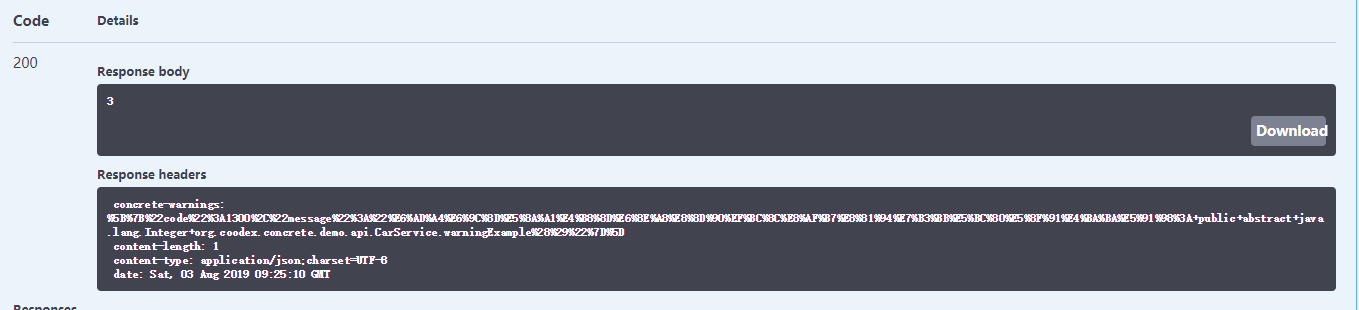 Code Details
200
Response body
3
Download
Response headers
concrete-warnings:
%5B%7B%22code%22%3A1300%2C%22message%22%3A%22%E6%AD%A4%E6%9C%8D%E5%8A%A1%E4%B8%8D%E6%8E%A8%E8%8D%90%EF%BC%8C%E8%AF%B7%E8%81%94%E7%B3%BB%E5%BC%80%E5%8F%91%E4%BA%BA%E5%91%98%3A+public+abstract+java
.lang.Integer+org.coodex.concrete.demo.api.CarService.warningExample%28%29%22%7D%5D
content-length: 1
content-type: application/json;charset=UTF-8
date: Sat, 03 Aug 2019 09:25:10 GMT
Responses